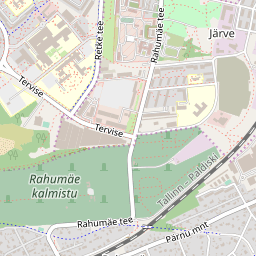 Retke tee
Rahumäe tee
Järve
Tervise
Tervise
Rahumäe
kalmistu
Tallinn - Paldiski
Rahumäe tee
Pärnu mnt